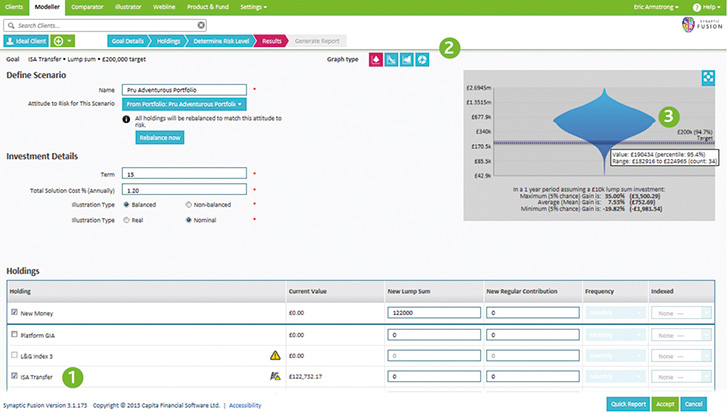 Clients Modeller Comparator Illustrator Webline Product & Fund Settings Eric Armstrong Help
Search Clients...
SYNAPTIC FUSION
Ideal Client Goal Details Holdings Determine Risk Level Results Generate Report
2
Goal ISA Transfer • Lump sum • £200,000 target Graph type
Define Scenario
Name Pru Adventurous Portfolio *
Attitude to Risk for This Scenario From Portfolio: Pru Adventurous Portfoli *
All holdings will be rebalanced to match this attitude to
risk.
Rebalance now
Investment Details
Term 15 *
Total Solution Cost % (Annually) 1.20 *
Illustration Type Balanced Non-balanced *
Illustration Type Real Nominal *
£2.6945m
£1.3515m
£677.9k
£340k
£170.5k
£85.5k
£42.9k
3
£200k (94.7%)
Target
Value: £190434 (percentile: 95.4%)
Range: £182916 to £224965 (count: 34)
In a 1 year period assuming a £10k lump sum investment:
Maximum (5% chance) Gain is: 35.00% (£3,500.29)
Average (Mean) Gain is: 7.53% (£752.69)
Minimum (5% chance) Gain is: -19.82% (-£1,981.54)
Holdings
Holding Current Value New Lump Sum New Regular Contribution Frequency Indexed
New Money £0.00 122000 0 Monthly None ---
Platform GIA £0.00 0 0 Monthly None ---
L&G Index 3 £0.00 0 0 Monthly None ---
ISA Transfer 1 £122,732.17 0 0 Monthly None ---
Synaptic Fusion Version 3.1.173 Copyright © 2013 Capita Financial Software Ltd. | Accessibility Quick Report Accept Cancel